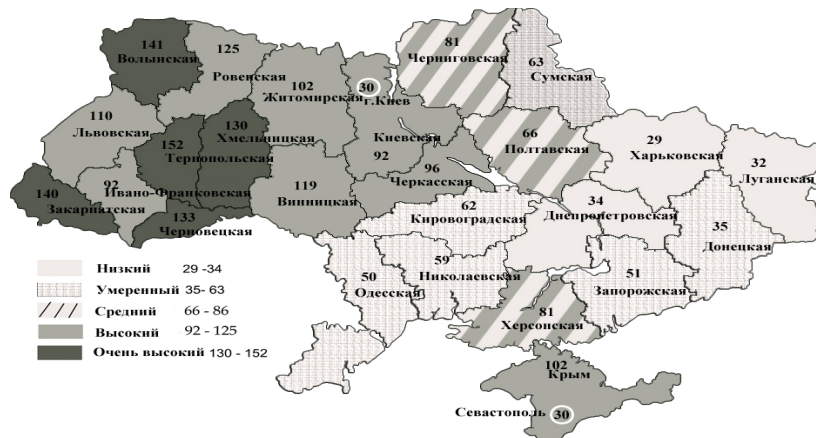 141
Волынская
125
Ровенская
102
Житомирская
30
г.Киев
81
Черниговская
63
Сумская
110
Львовская
152
Тернопольская
130
Хмельницкая
Киевская
92
96
Черкасская
66
Полтавская
29
Харьковская
32
Луганская
140
Закарпатская
92
Ивано-Франковская
133
Черновецкая
119
Винницкая
62
Кировоградская
34
Днепропетровская
35
Донецкая
50
Одесская
59
Николаевская
51
Запорожская
81
Херсонская
102
Крым
Севастополь 30
Низкий 29 -34
Умеренный 35- 63
Средний 66 - 86
Высокий 92 - 125
Очень высокий 130 - 152